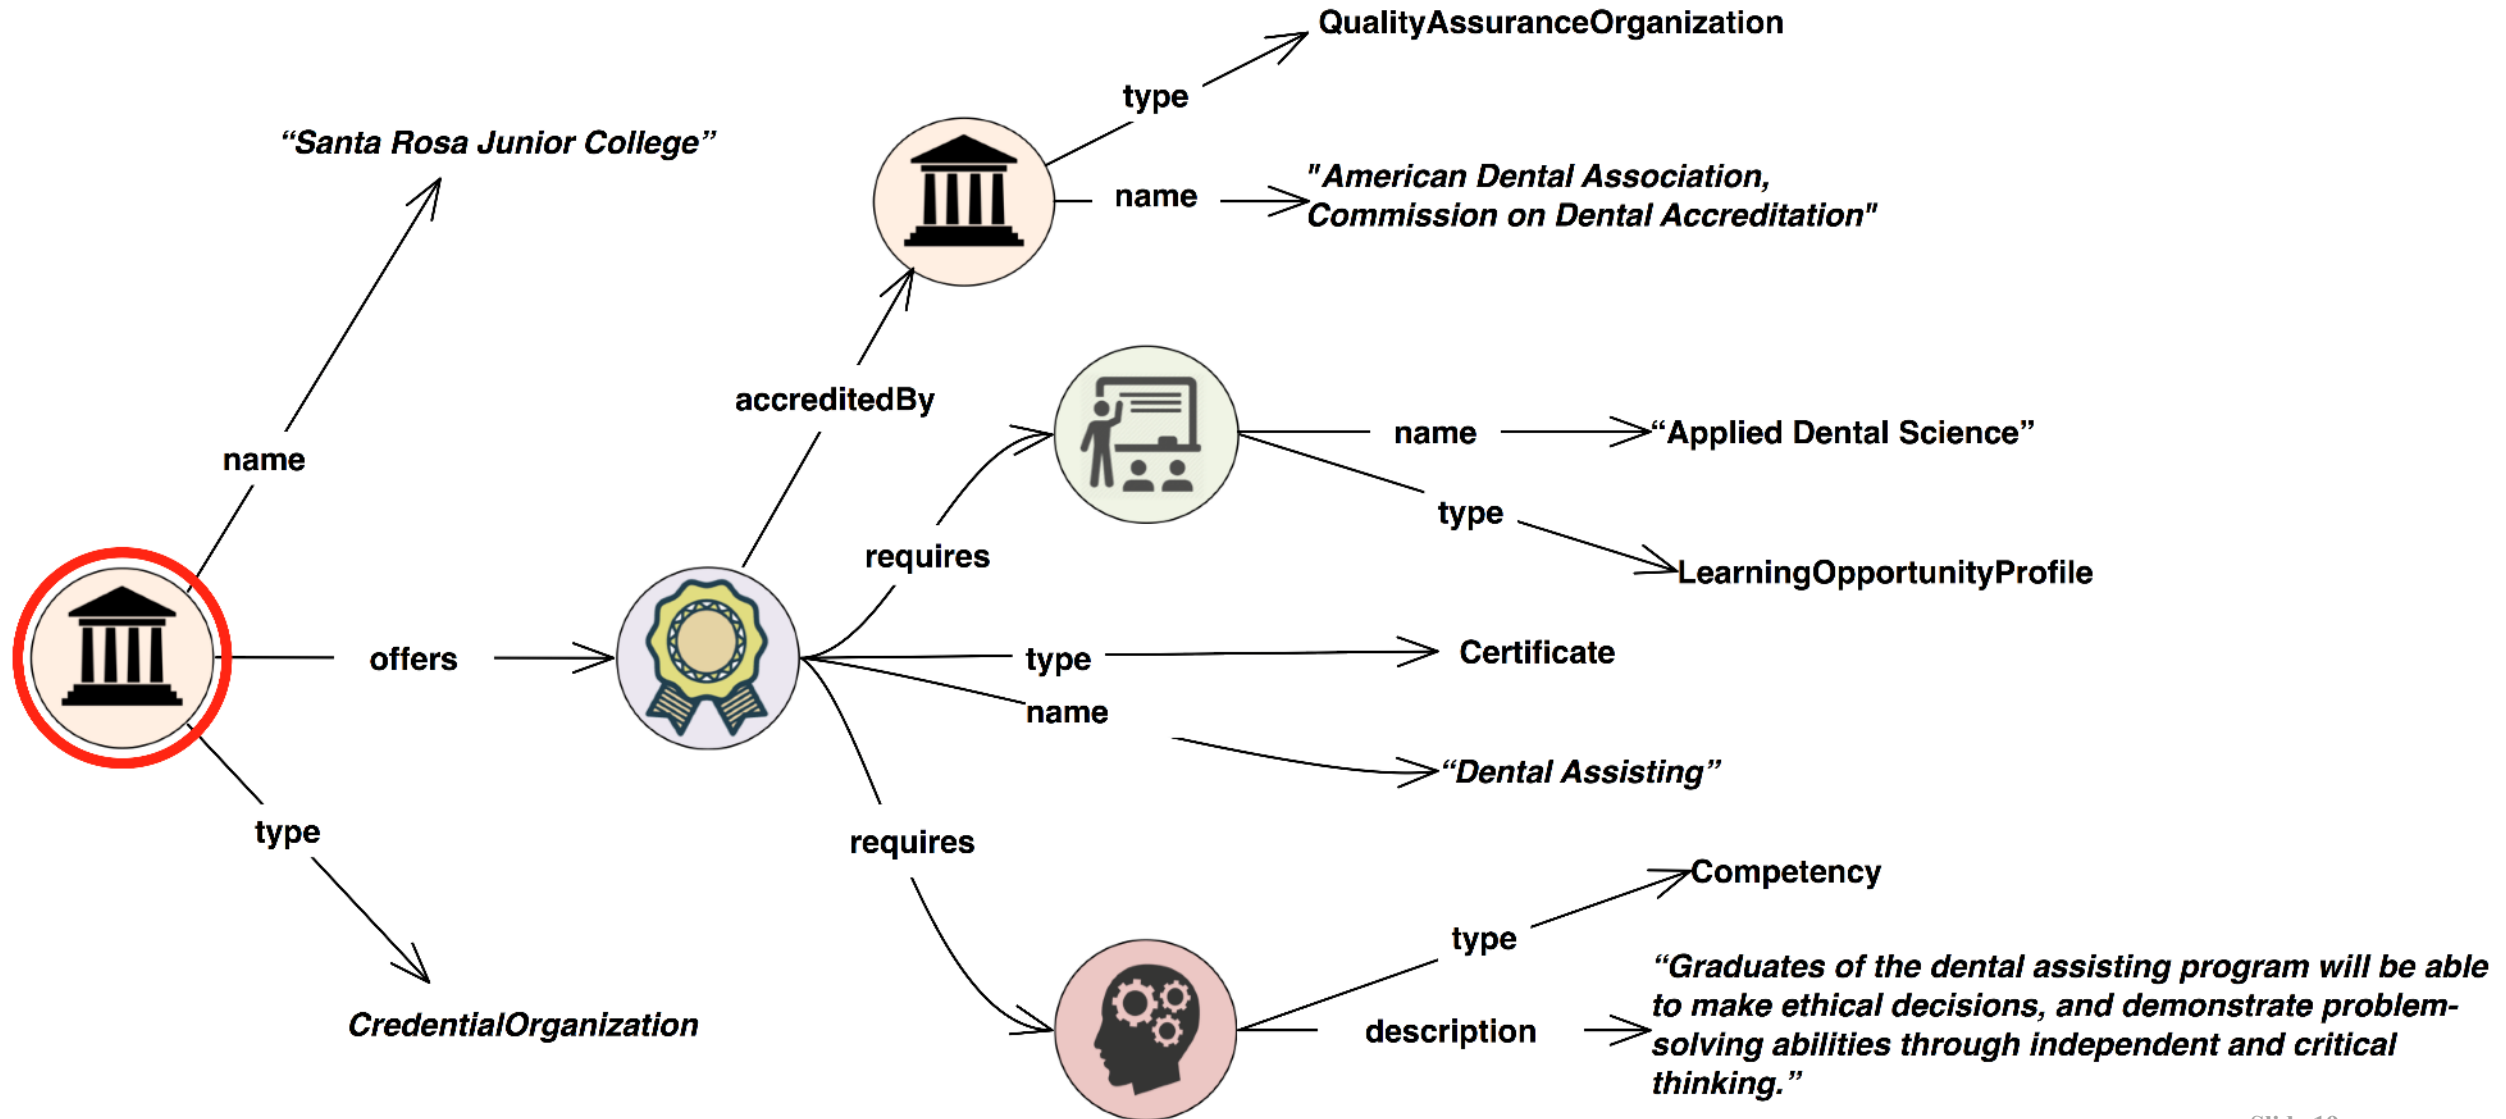 QualityAssuranceOrganization
type
“Santa Rosa Junior College”
"American Dental Association,
Commission on Dental Accreditation"
name
accreditedBy
name
“Applied Dental Science”
name
type
requires
LearningOpportunityProfile
offers
type
Certificate
name
“Dental Assisting”
type
requires
Competency
type
“Graduates of the dental assisting program will be able
to make ethical decisions, and demonstrate problem-
solving abilities through independent and critical
thinking.”
description
CredentialOrganization